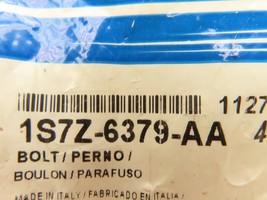 1127
1S7Z-6379-AA 4
BOLT / PERNO /
BOULON / PARAFUSO
MADE IN ITALY / FABRICADO EN ITALIA /